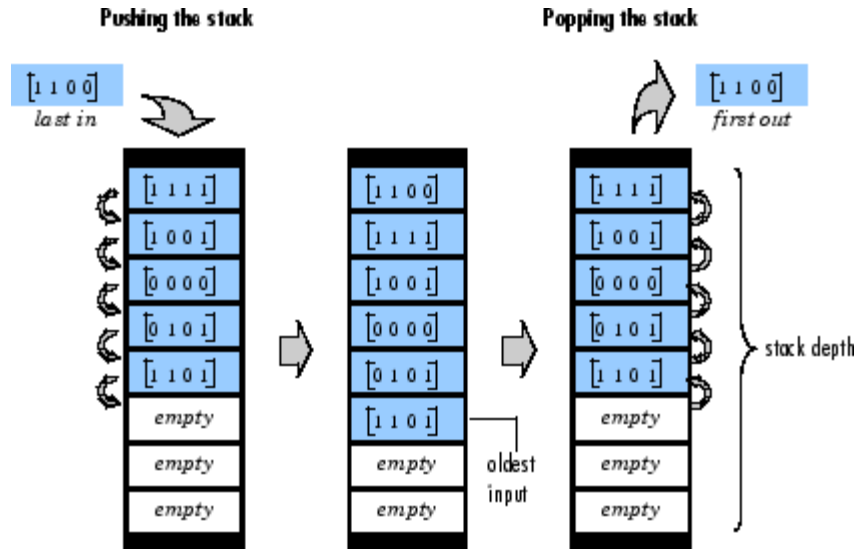 Pushing the stack
Popping the stack
[1 1 0 0]
last in
[1 1 0 0]
first out
[1 1 1 1]
[1 0 0 1]
[0 0 0 0]
[0 1 0 1]
[1 1 0 1]
empty
empty
empty
[1 1 0 0]
[1 1 1 1]
[1 0 0 1]
[0 0 0 0]
[0 1 0 1]
[1 1 0 1]
empty
empty
oldest
input
[1 1 1 1]
[1 0 0 1]
[0 0 0 0]
[0 1 0 1]
[1 1 0 1]
empty
empty
empty
stack depth